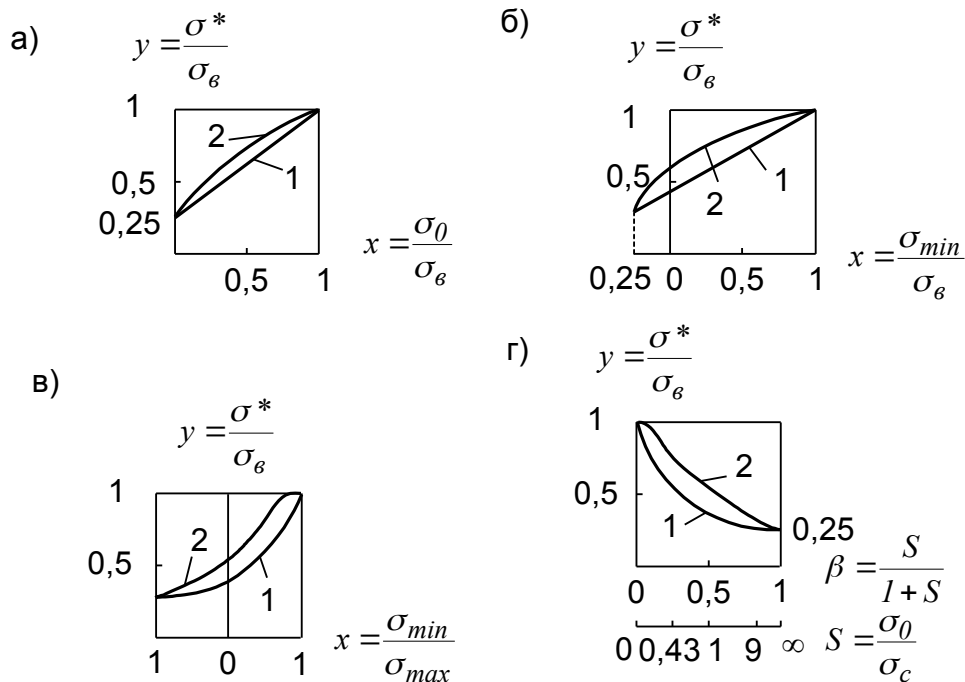 а)
y = σ* / σв
1
0,5
0,25
2
1
0,5
1
x = σ0 / σв
б)
y = σ* / σв
1
0,5
2
1
0,25
0
0,5
1
x = σmin / σв
в)
y = σ* / σв
1
0,5
2
1
1
0
1
x = σmin / σmax
г)
y = σ* / σв
1
0,5
2
1
0,25
0
0,5
1
β = S / 1 + S
0 0,43 1 9 ∞
S = σ0 / σc